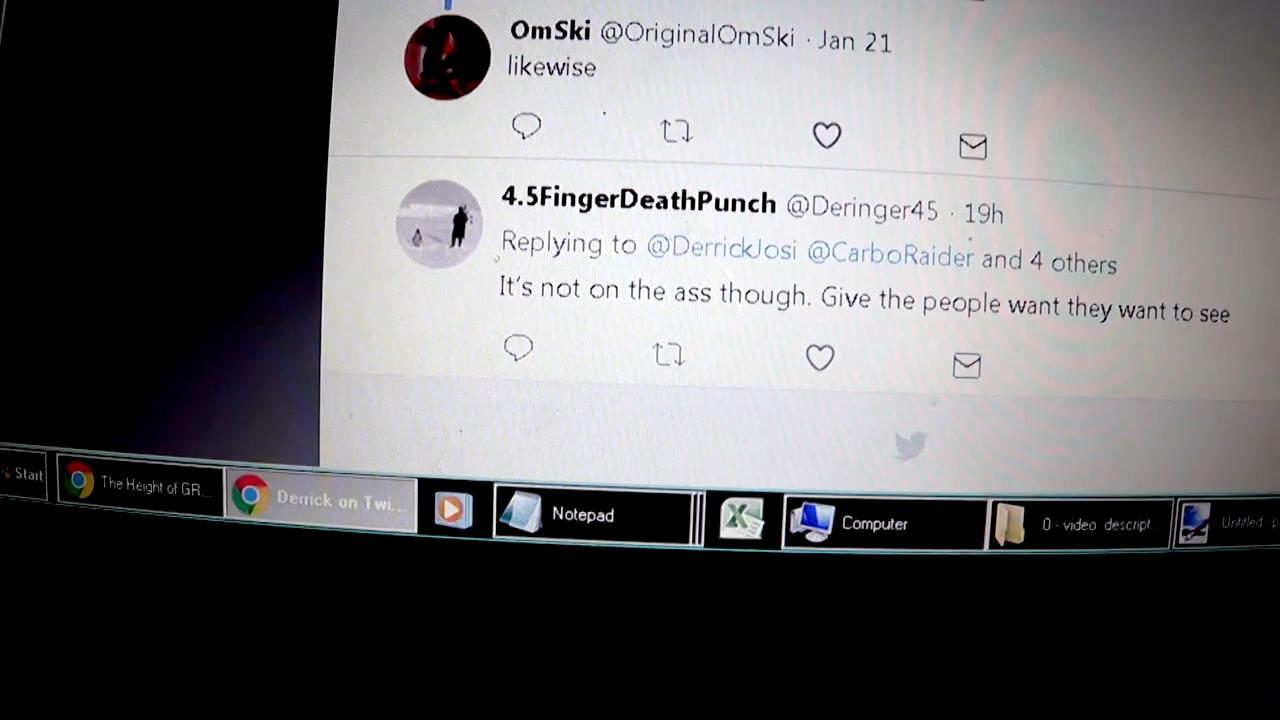 OmSki @OriginalOmSki · Jan 21
likewise
4.5FingerDeathPunch @Deringer45 · 19h
Replying to @DerrickJosi @CarboRaider and 4 others
It's not on the ass though. Give the people want they want to see
Start
The Height of GR...
Derrick on Twi...
Notepad
Computer
0 - video descript
Untitled